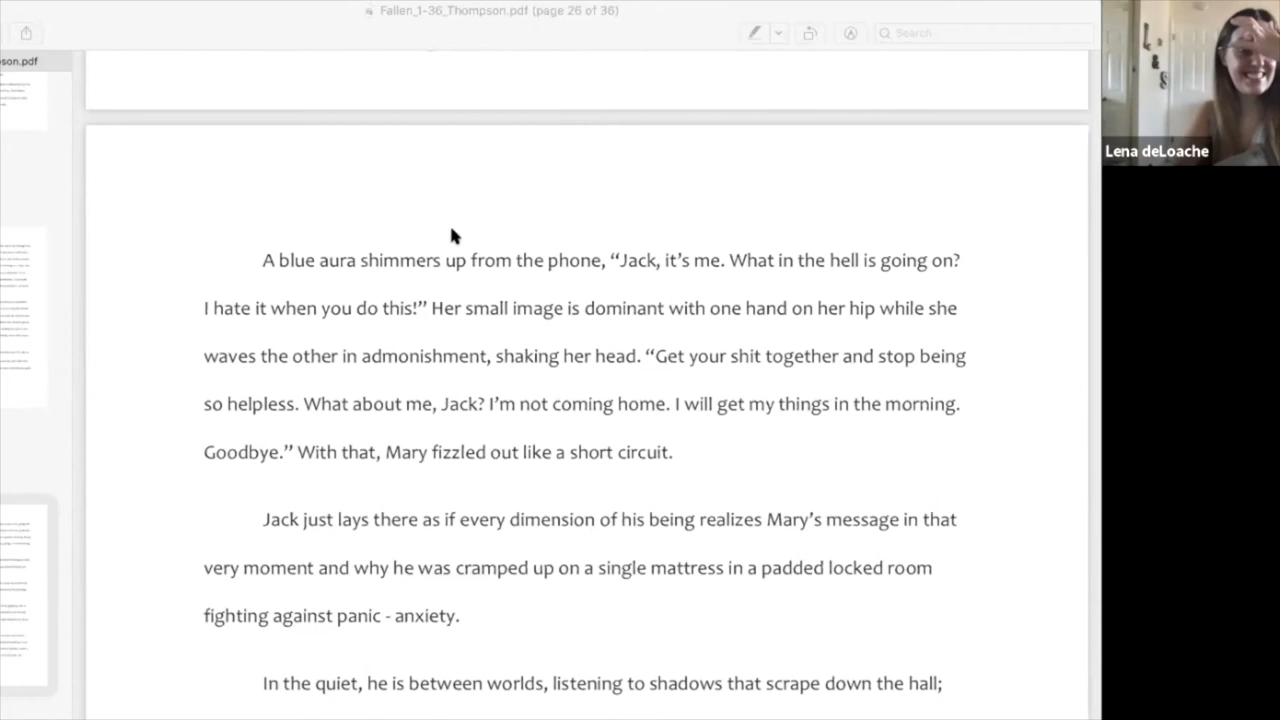 Fallen_1-36_Thompson.pdf (page 26 of 36)
Search
son.pdf
L
&
S
Lena deLoache
A blue aura shimmers up from the phone, “Jack, it’s me. What in the hell is going on?
I hate it when you do this!” Her small image is dominant with one hand on her hip while she
waves the other in admonishment, shaking her head. “Get your shit together and stop being
so helpless. What about me, Jack? I’m not coming home. I will get my things in the morning.
Goodbye.” With that, Mary fizzled out like a short circuit.
Jack just lays there as if every dimension of his being realizes Mary’s message in that
very moment and why he was cramped up on a single mattress in a padded locked room
fighting against panic - anxiety.
In the quiet, he is between worlds, listening to shadows that scrape down the hall;